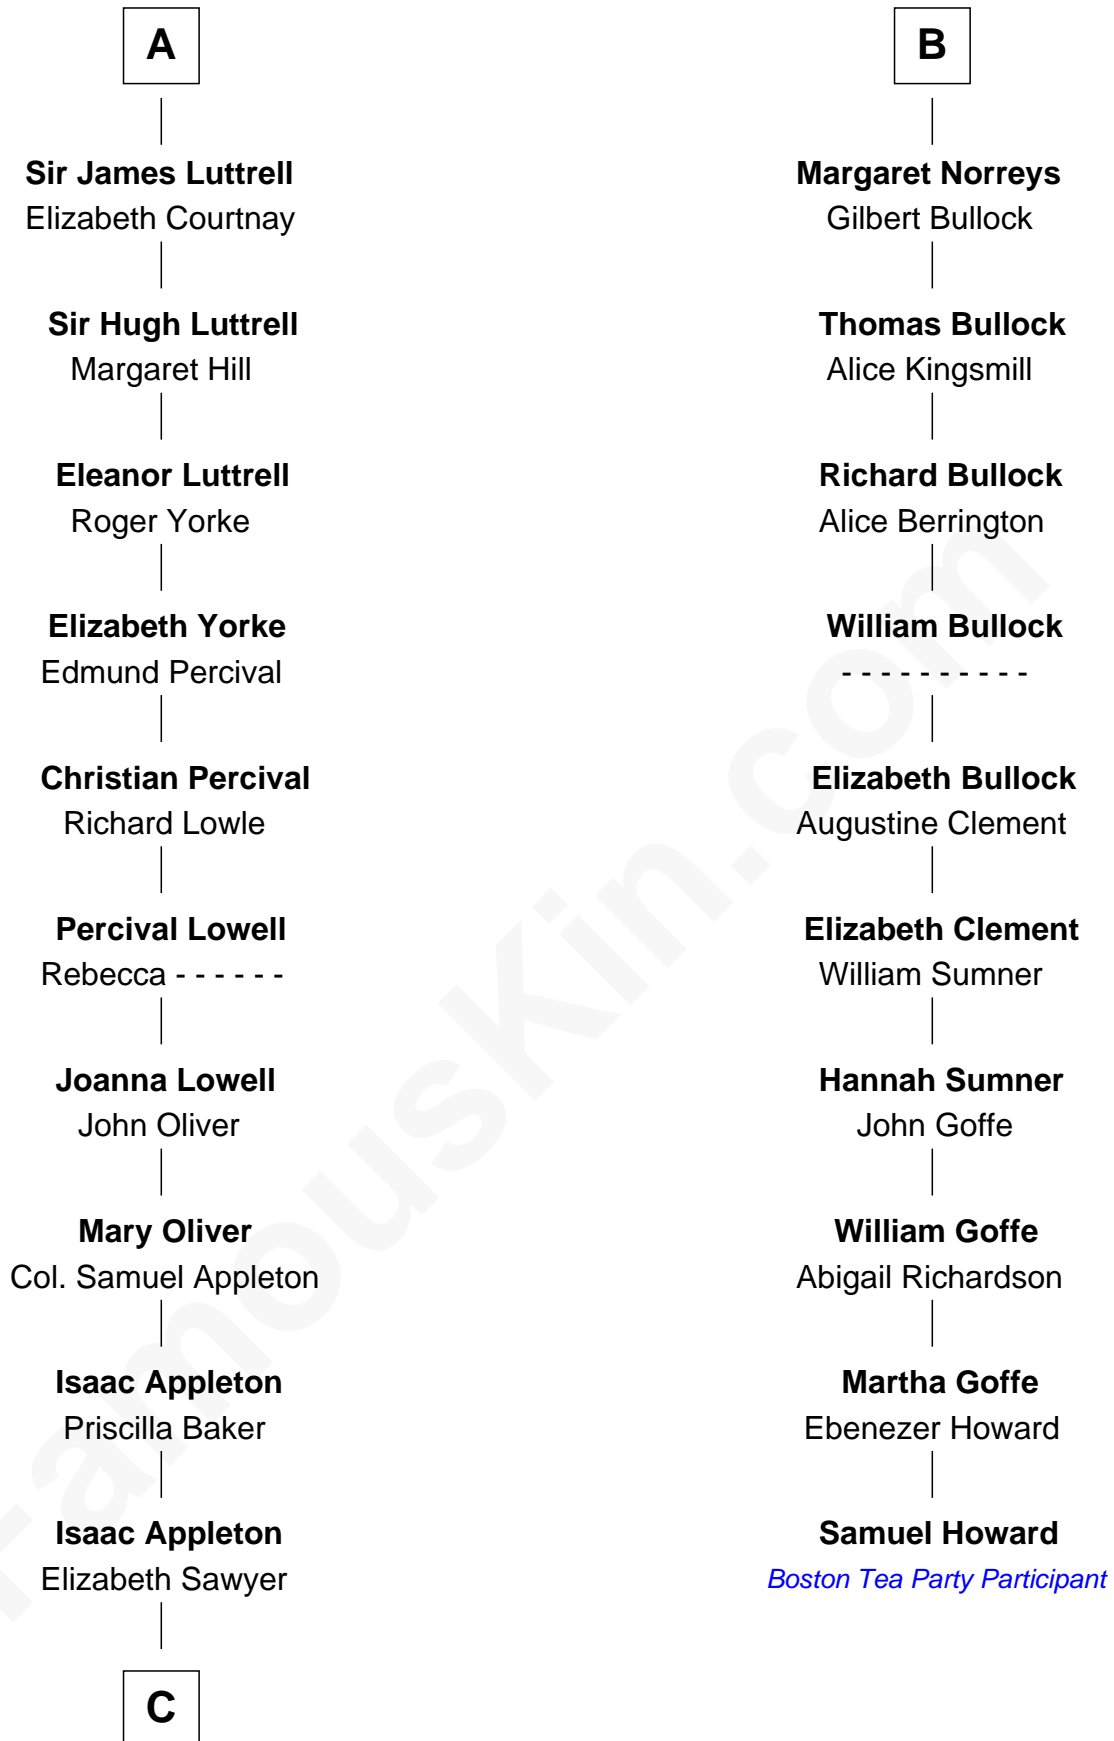 A
Sir James Luttrell
Elizabeth Courtnay
Sir Hugh Luttrell
Margaret Hill
Eleanor Luttrell
Roger Yorke
Elizabeth Yorke
Edmund Percival
Christian Percival
Richard Lowle
Percival Lowell
Rebecca - - - - - -
Joanna Lowell
John Oliver
Mary Oliver
Col. Samuel Appleton
Isaac Appleton
Priscilla Baker
Isaac Appleton
Elizabeth Sawyer
C
B
Margaret Norreys
Gilbert Bullock
Thomas Bullock
Alice Kingsmill
Richard Bullock
Alice Berrington
William Bullock
- - - - - - - - - -
Elizabeth Bullock
Augustine Clement
Elizabeth Clement
William Sumner
Hannah Sumner
John Goffe
William Goffe
Abigail Richardson
Martha Goffe
Ebenezer Howard
Samuel Howard
Boston Tea Party Participant
FamousKin.com